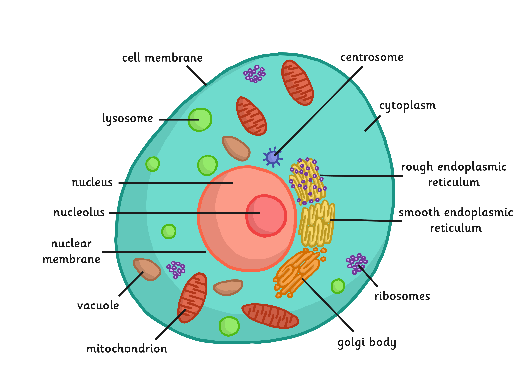 cell membrane
centrosome
cytoplasm
lysosome
rough endoplasmic
reticulum
nucleus
nucleolus
smooth endoplasmic
reticulum
nuclear
membrane
vacuole
ribosomes
mitochondrion
golgi body